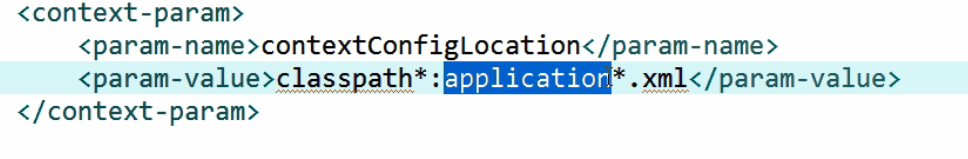 <context-param>
<param-name>contextConfigLocation</param-name>
<param-value>classpath*:application*.xml</param-value>
</context-param>